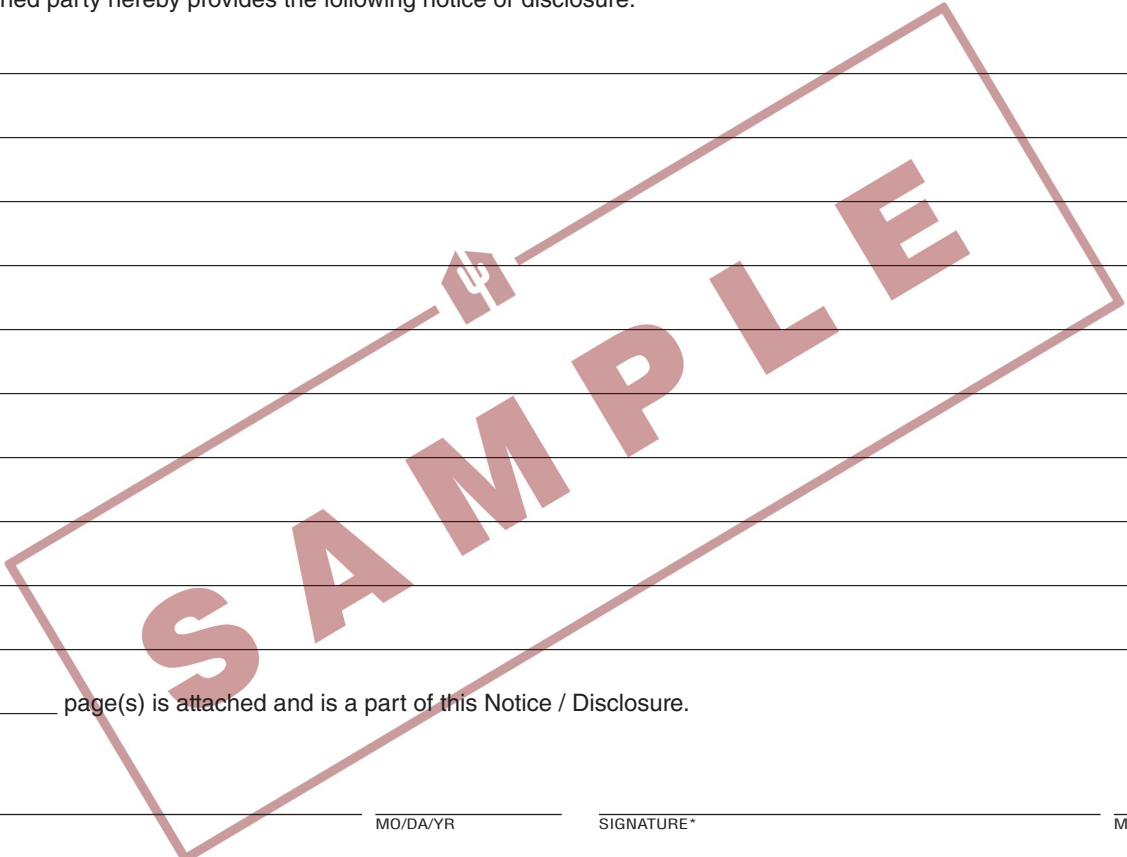 ned party hereby provides the following notice or disclosure:
SAMPLE
_____ page(s) is attached and is a part of this Notice / Disclosure.
MO/DA/YR SIGNATURE* M